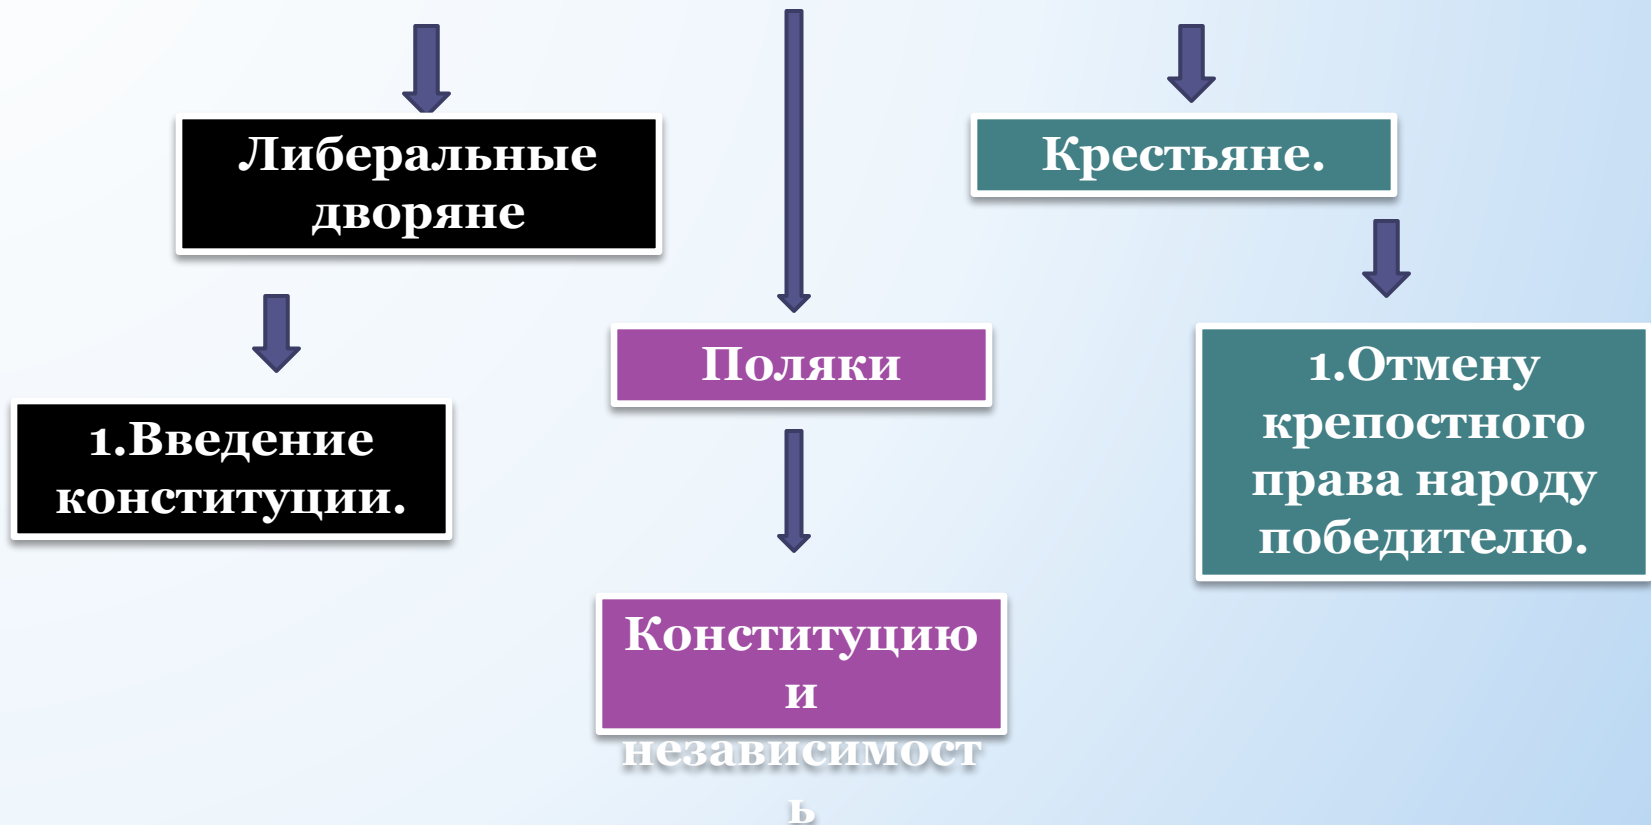 Либеральные
дворяне
Крестьяне.
Поляки
1.Введение
конституции.
1.Отмену
крепостного
права народу
победителю.
Конституцию
и
независимост
ь